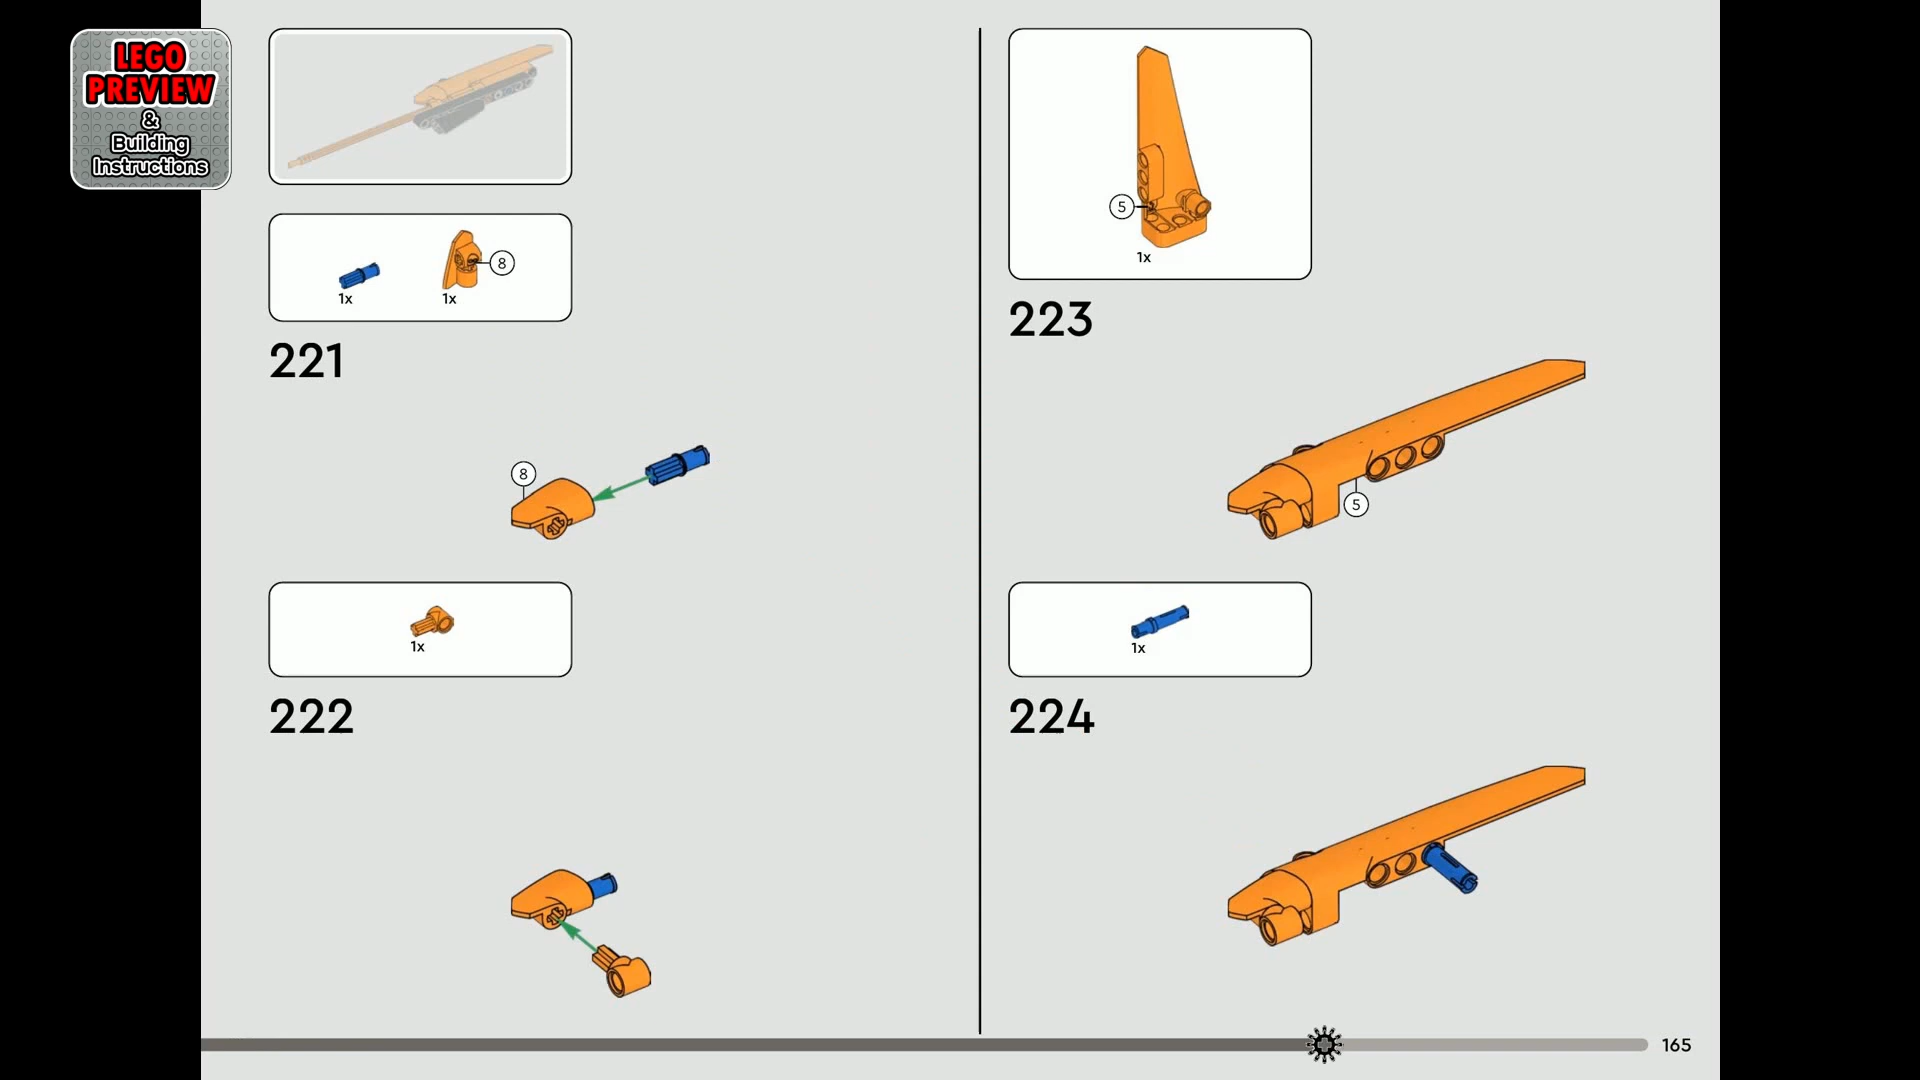 LEGO
PREVIEW
&
Building
Instructions
1x
1x
8
221
8
1x
222
5
1x
223
5
1x
224
165